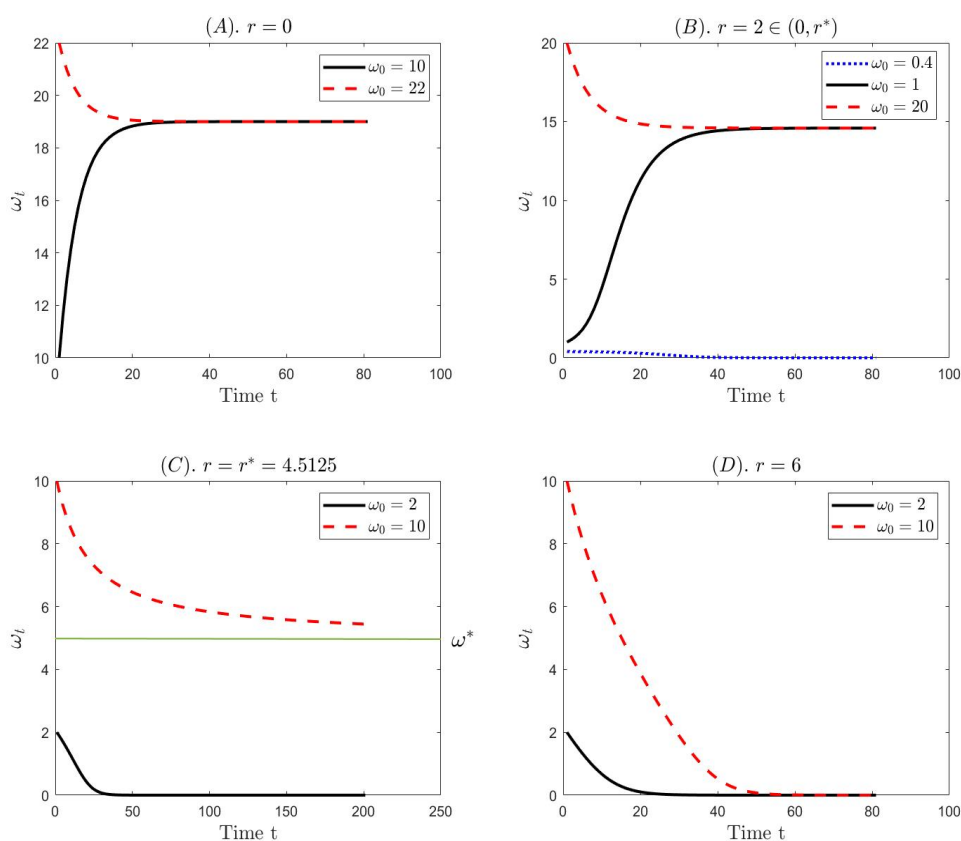 (A). r = 0
22
20
18
16
14
12
10
ω_t
0 20 40 60 80 100
Time t
ω_0 = 10
ω_0 = 22
(B). r = 2 ∈ (0, r*)
20
15
10
5
0
ω_t
0 20 40 60 80 100
Time t
ω_0 = 0.4
ω_0 = 1
ω_0 = 20
(C). r = r* = 4.5125
10
8
6
4
2
0
ω_t
0 50 100 150 200 250
Time t
ω_0 = 2
ω_0 = 10
ω*
(D). r = 6
10
8
6
4
2
0
ω_t
0 20 40 60 80 100
Time t
ω_0 = 2
ω_0 = 10